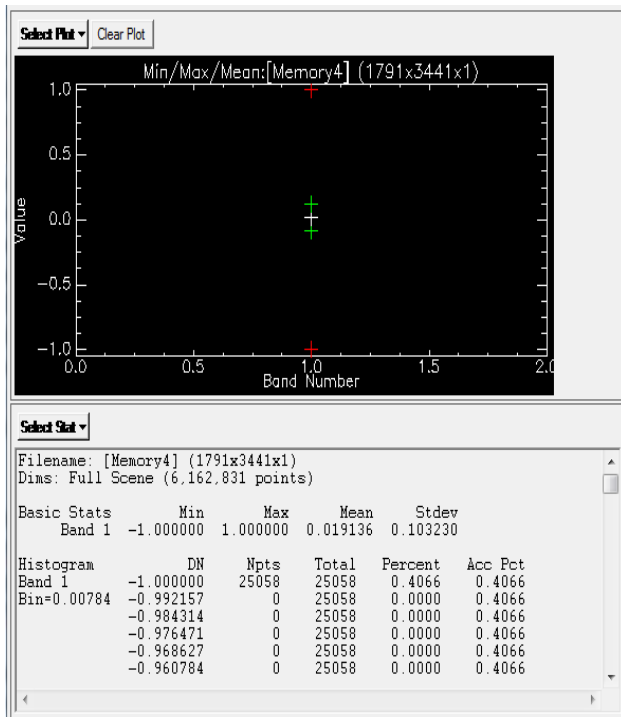 Select Plot Clear Plot
Min/Max/Mean:[Memory4] (1791x3441x1)
1.0
0.5
0.0
-0.5
-1.0
Value
0.0 0.5 1.0 1.5 2.0
Band Number
Select Stat
Filename: [Memory4] (1791x3441x1)
Dims: Full Scene (6,162,831 points)
Basic Stats Min Max Mean Stdev
Band 1 -1.000000 1.000000 0.019136 0.103230
Histogram DN Npts Total Percent Acc Pct
Band 1 -1.000000 25058 25058 0.4066 0.4066
Bin=0.00784 -0.992157 0 25058 0.0000 0.4066
-0.984314 0 25058 0.0000 0.4066
-0.976471 0 25058 0.0000 0.4066
-0.968627 0 25058 0.0000 0.4066
-0.960784 0 25058 0.0000 0.4066